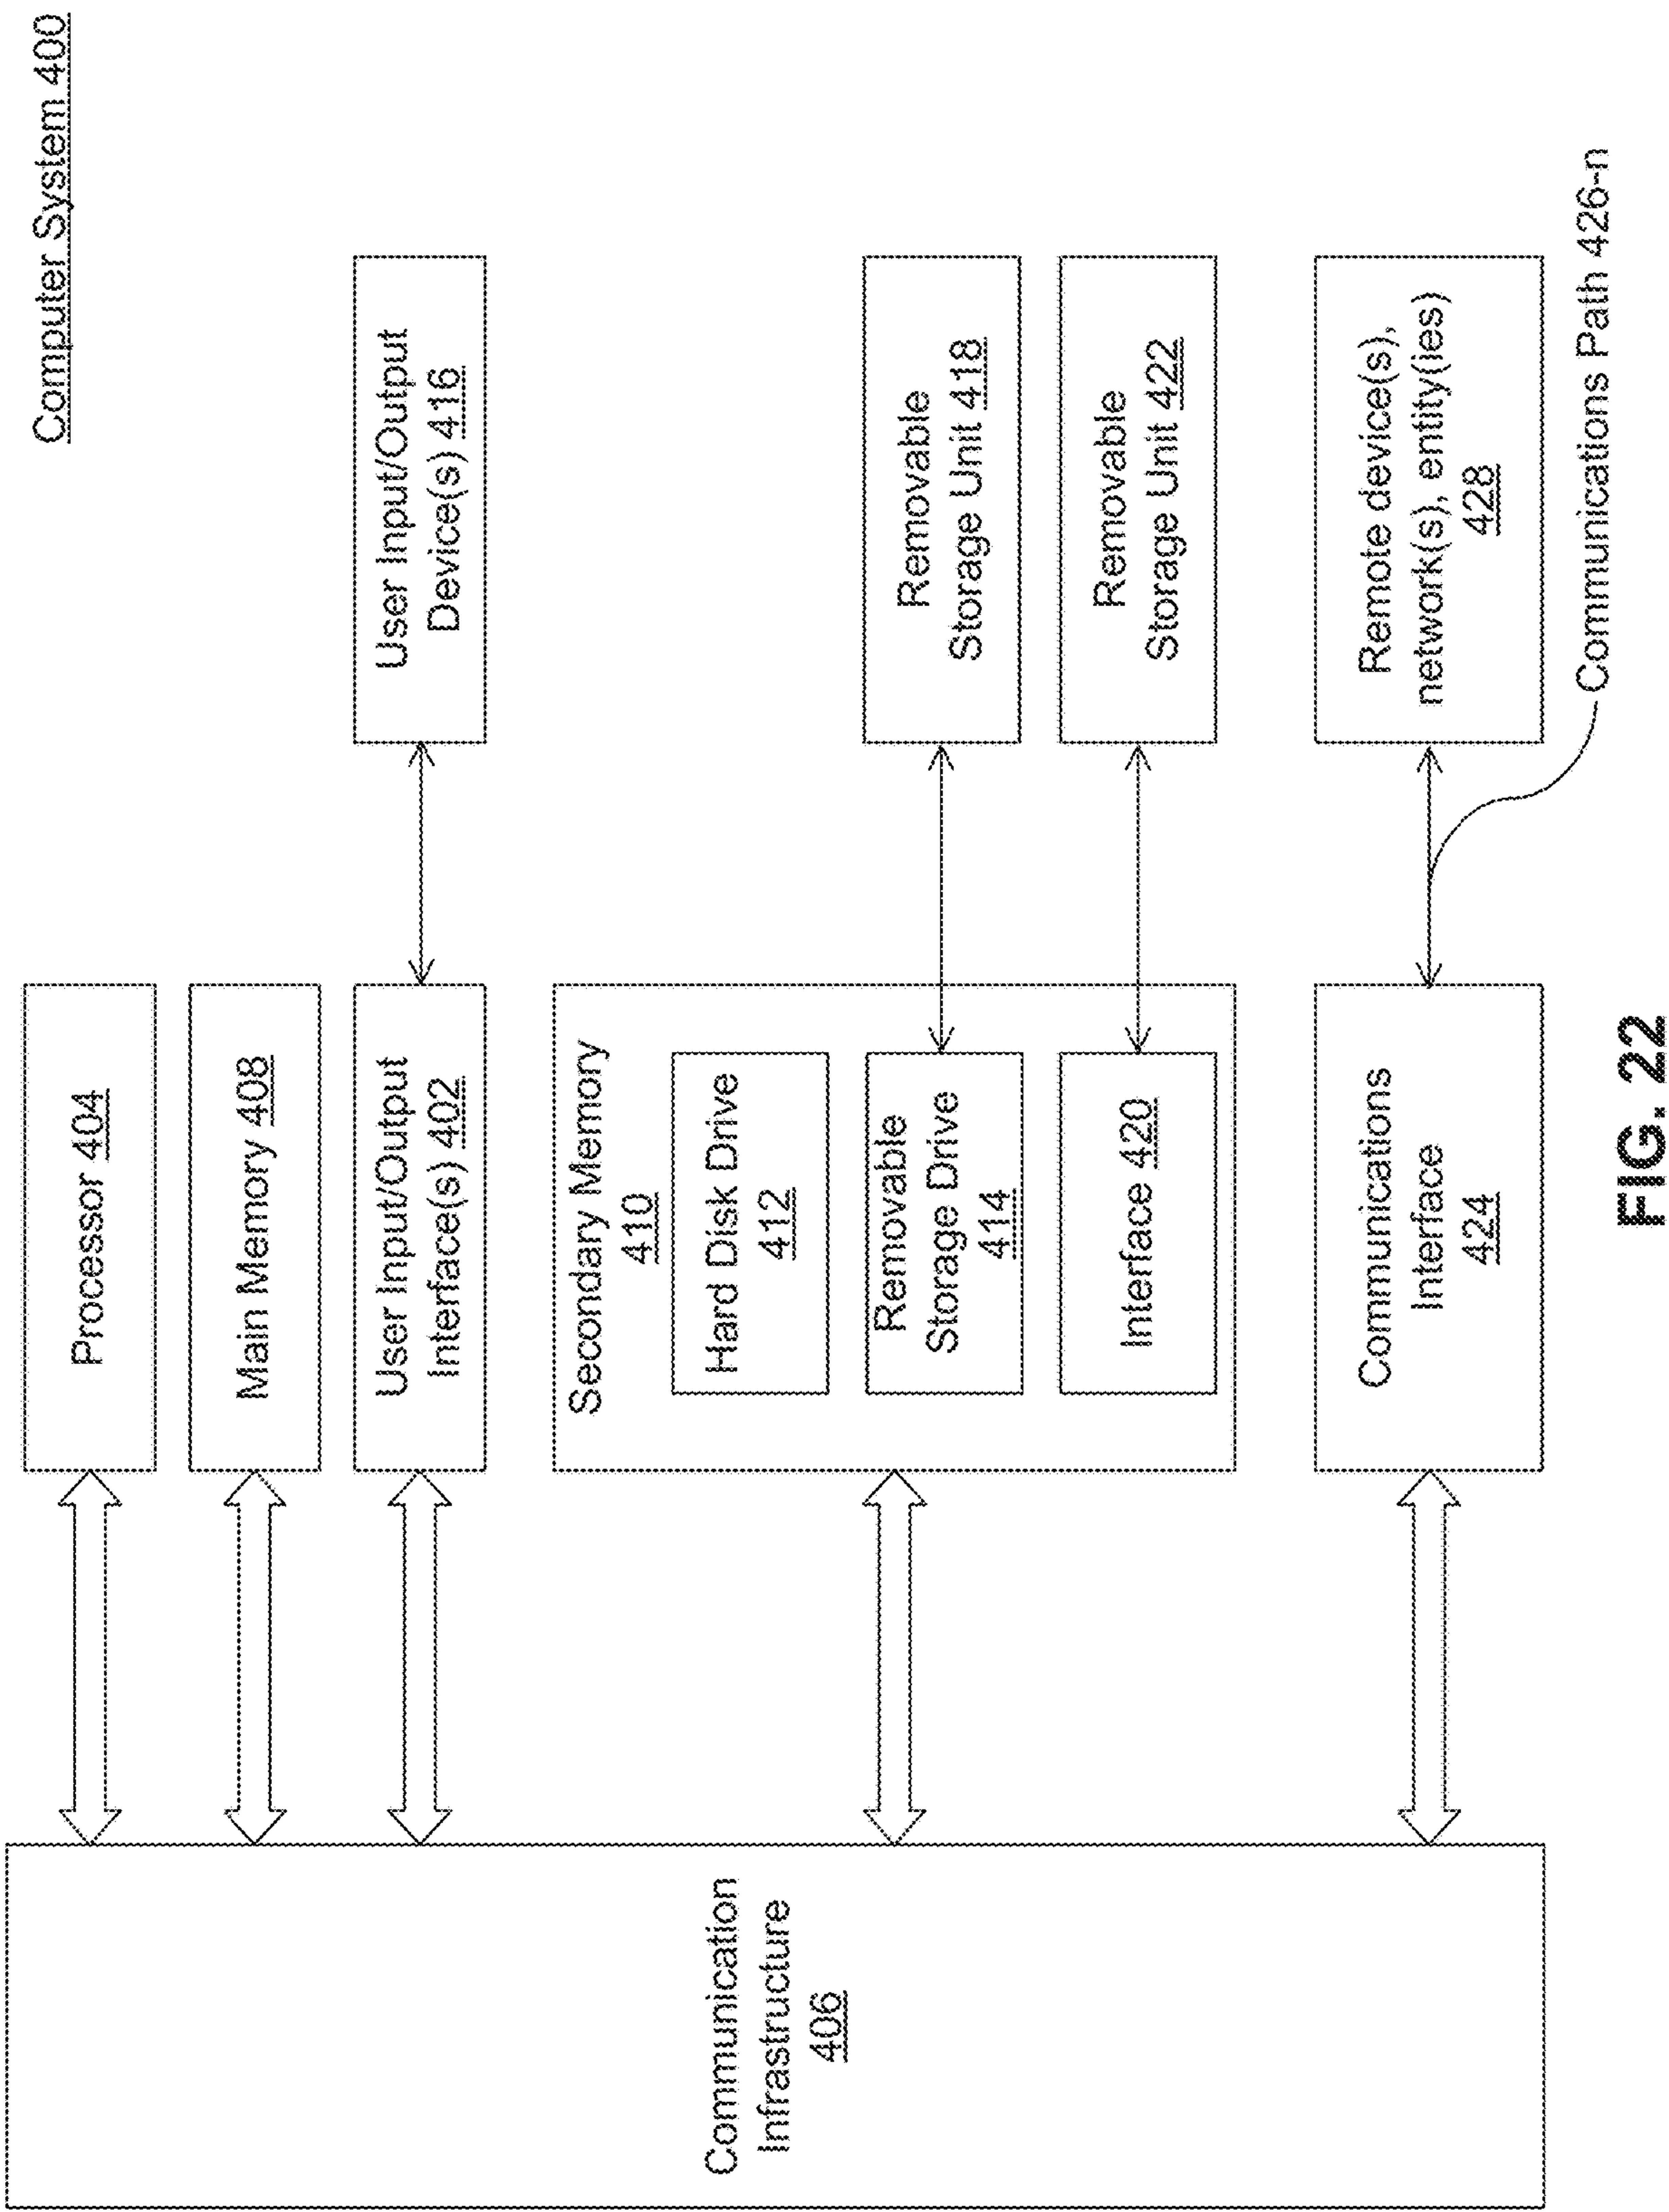 Computer System 400
Processor 404
Main Memory 408
User Input/Output
Interface(s) 402
User Input/Output
Device(s) 416
Communication
Infrastructure
406
Secondary Memory
410
Hard Disk Drive
412
Removable
Storage Drive
414
Interface 420
Removable
Storage Unit 418
Removable
Storage Unit 422
Communications
Interface
424
Remote device(s),
network(s), entity(ies)
428
Communications Path 426-n
FIG. 22